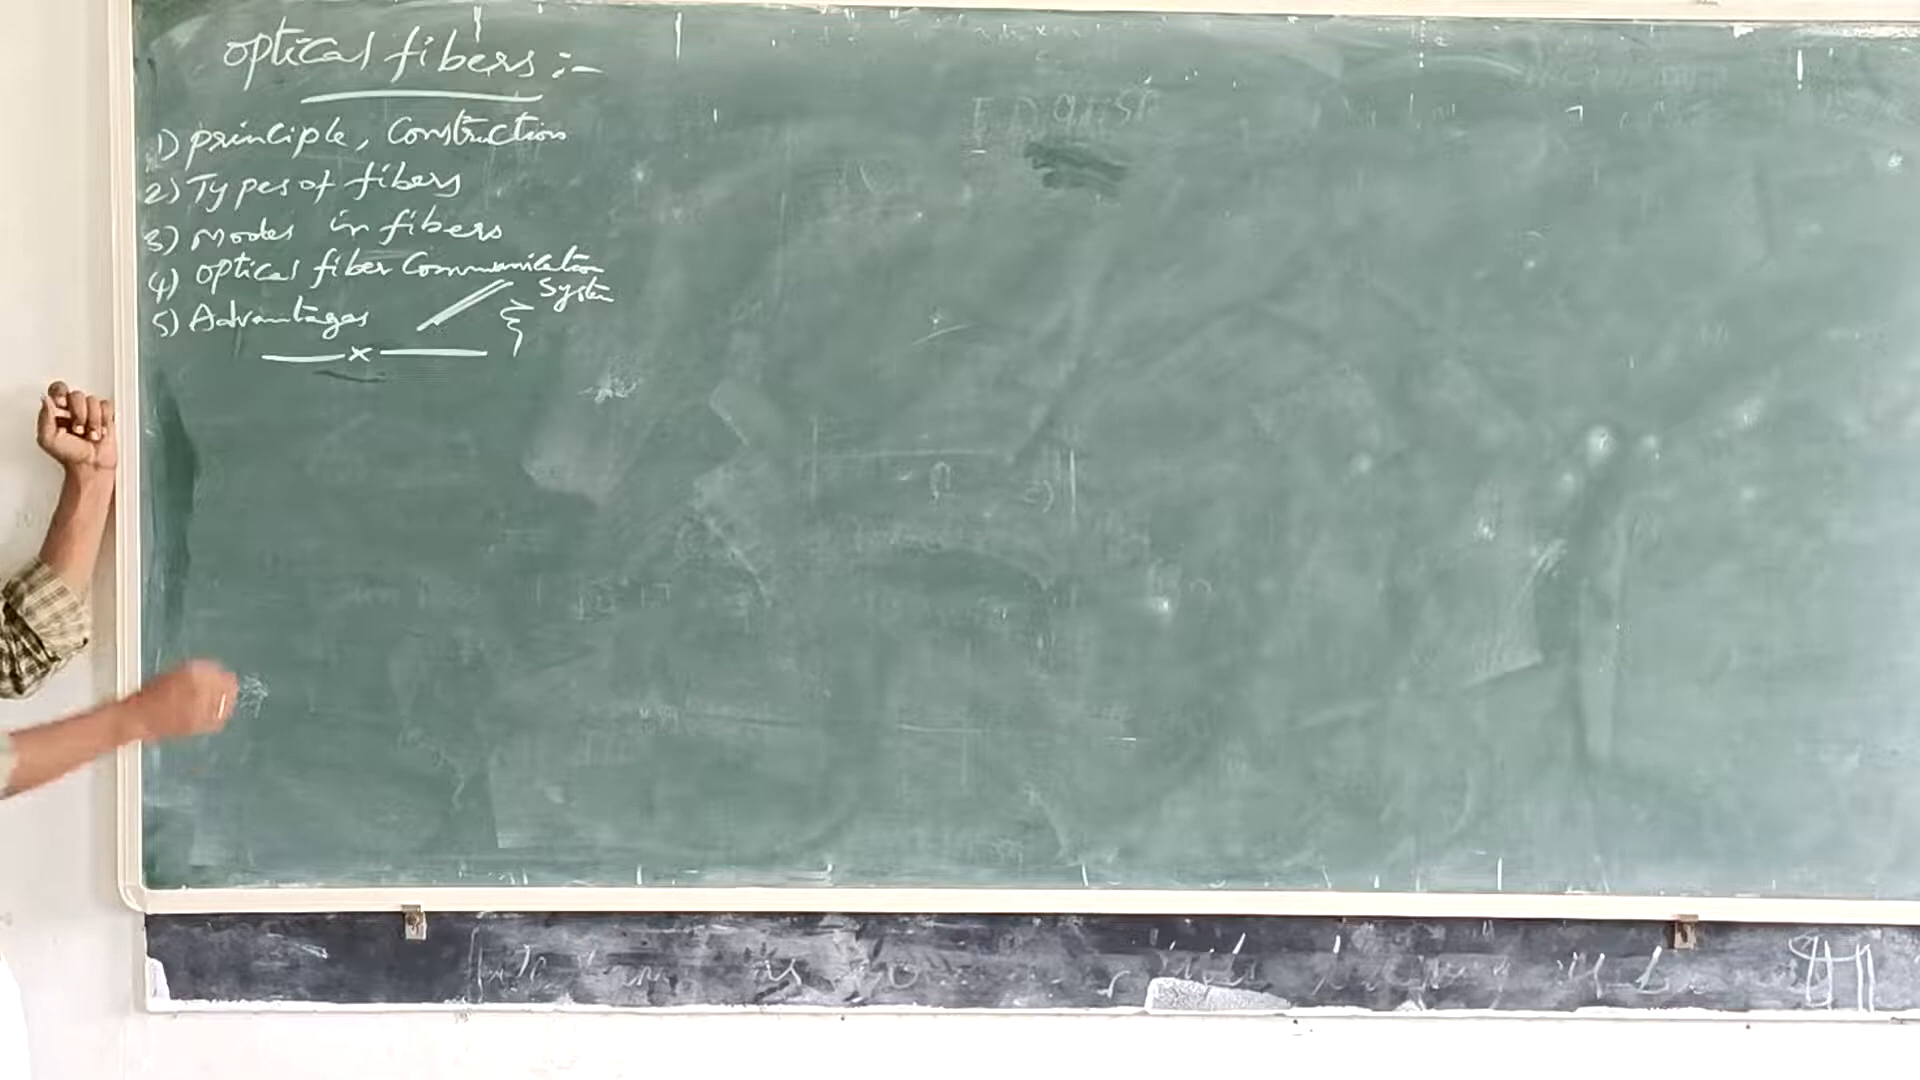 optical fibers :-
1) principle, Construction
2) Types of fibers
3) Modes in fibers
4) optical fiber Communication
System
5) Advantages